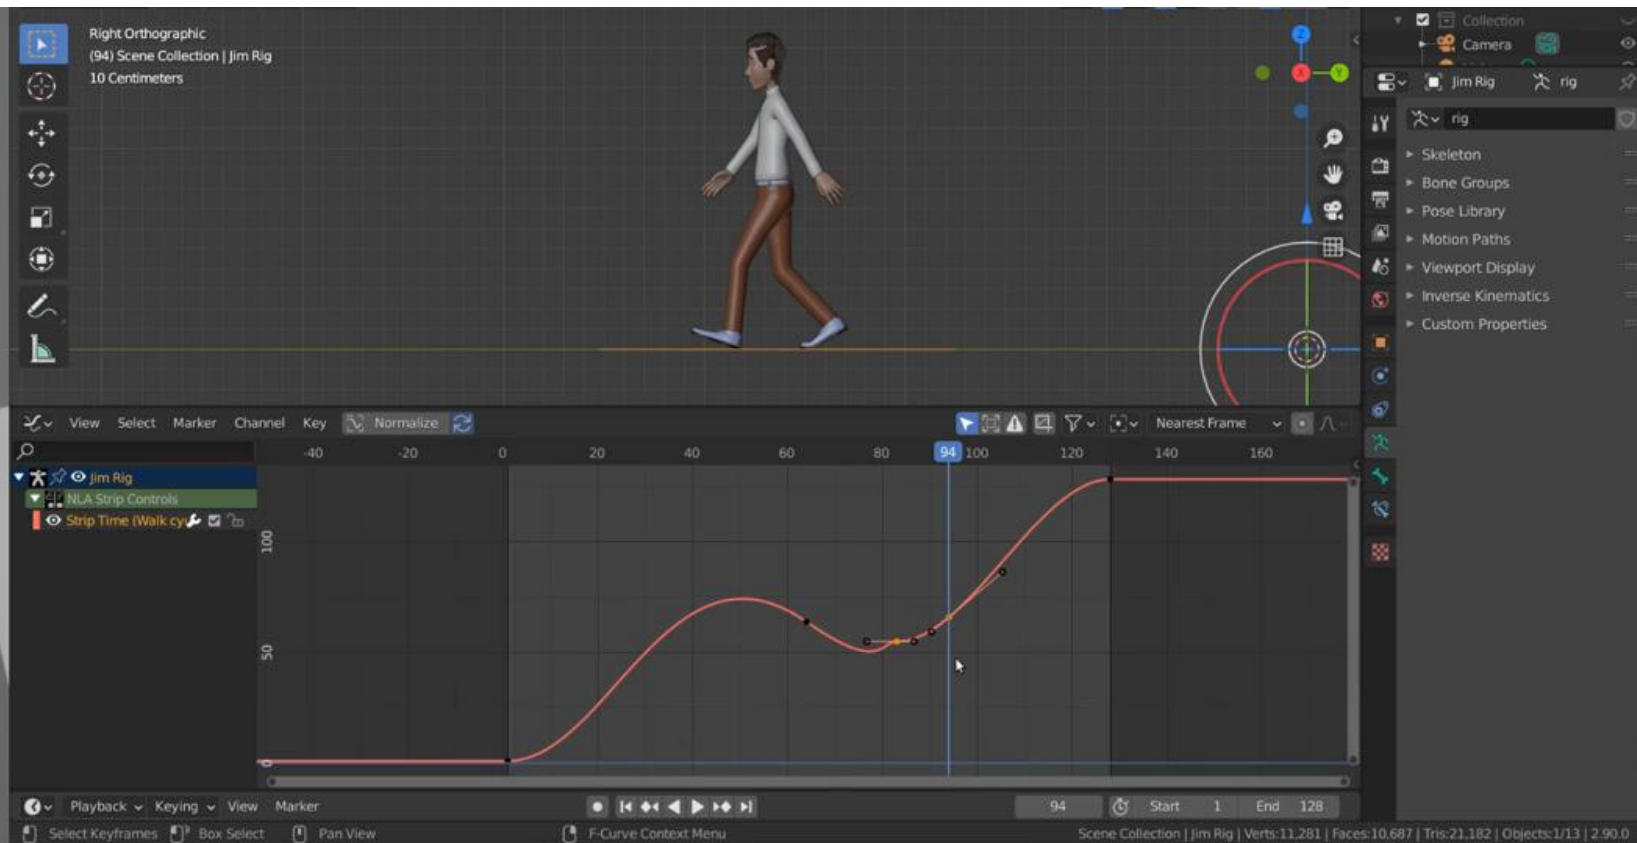 Right Orthographic
(94) Scene Collection | Jim Rig
10 Centimeters
Z
X
Y
Collection
Camera
Jim Rig rig
rig
Skeleton
Bone Groups
Pose Library
Motion Paths
Viewport Display
Inverse Kinematics
Custom Properties
View Select Marker Channel Key Normalize Nearest Frame
-40 -20 0 20 40 60 80 94 100 120 140 160
Jim Rig
NLA Strip Controls
Strip Time (Walk cy
100
50
0
Playback Keying View Marker 94 Start 1 End 128
Select Keyframes Box Select Pan View F-Curve Context Menu Scene Collection | Jim Rig | Verts:11,281 | Faces:10,687 | Tris:21,182 | Objects:1/13 | 2.90.0